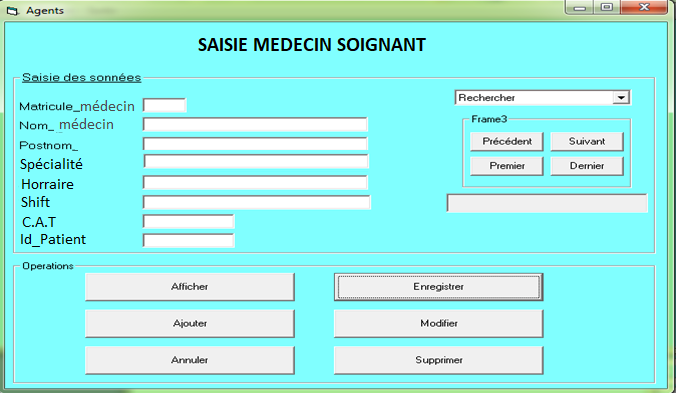 Agents
SAISIE MEDECIN SOIGNANT
Saisie des sonnées
Matricule_médecin
Rechercher
Nom_ médecin
Frame3
Postnom_
Précédent Suivant
Spécialité
Premier Dernier
Horraire
Shift
C.A.T
Id_Patient
Operations
Afficher Enregistrer
Ajouter Modifier
Annuler Supprimer